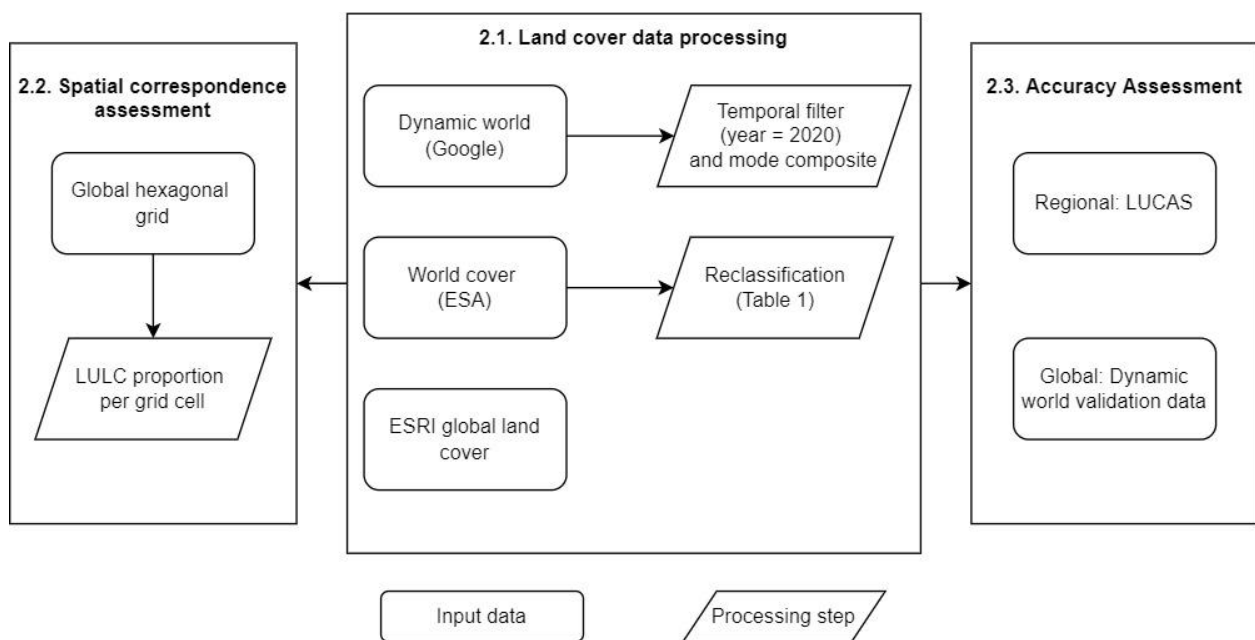 2.2. Spatial correspondence
assessment
Global hexagonal
grid
LULC proportion
per grid cell
2.1. Land cover data processing
Dynamic world
(Google)
Temporal filter
(year = 2020)
and mode composite
World cover
(ESA)
Reclassification
(Table 1)
ESRI global land
cover
2.3. Accuracy Assessment
Regional: LUCAS
Global: Dynamic
world validation data
Input data
Processing step